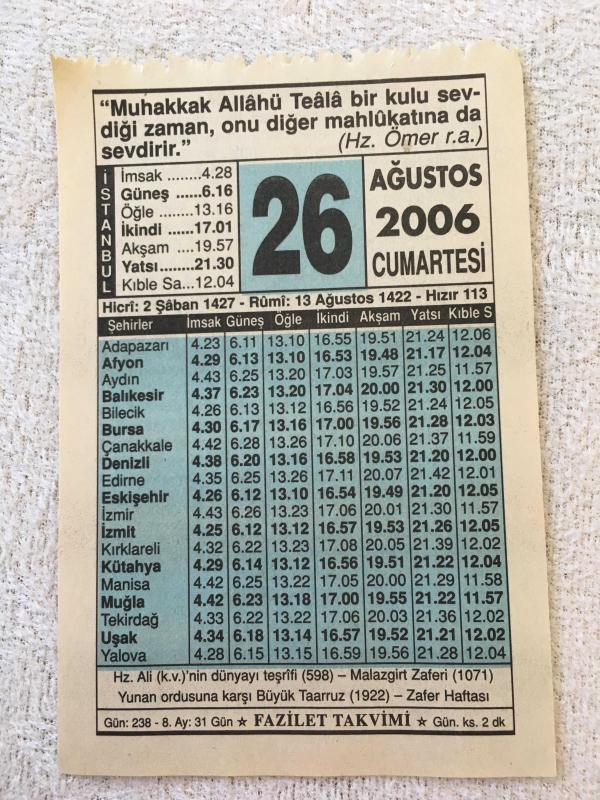 “Muhakkak Allâhü Teâlâ bir kulu sev-
diği zaman, onu diğer mahlûkatına da
sevdirir.” (Hz. Ömer r.a.)
İSTANBUL
İmsak ........4.28
Güneş ......6.16
Öğle ........13.16
İkindi ......17.01
Akşam .....19.57
Yatsı........21.30
Kıble Sa...12.04
26
AĞUSTOS
2006
CUMARTESİ
Hicrî: 2 Şâban 1427 - Rûmî: 13 Ağustos 1422 - Hızır 113
Şehirler İmsak Güneş Öğle İkindi Akşam Yatsı Kıble S
Adapazarı 4.23 6.11 13.10 16.55 19.51 21.24 12.06
Afyon 4.29 6.13 13.10 16.53 19.48 21.17 12.04
Aydın 4.43 6.25 13.20 17.03 19.57 21.25 11.57
Balıkesir 4.37 6.23 13.20 17.04 20.00 21.30 12.00
Bilecik 4.26 6.13 13.12 16.56 19.52 21.24 12.05
Bursa 4.30 6.17 13.16 17.00 19.56 21.28 12.03
Çanakkale 4.42 6.28 13.26 17.10 20.06 21.37 11.59
Denizli 4.38 6.20 13.16 16.58 19.53 21.20 12.00
Edirne 4.35 6.25 13.26 17.11 20.07 21.42 12.01
Eskişehir 4.26 6.12 13.10 16.54 19.49 21.20 12.05
İzmir 4.43 6.26 13.23 17.06 20.01 21.30 11.57
İzmit 4.25 6.12 13.12 16.57 19.53 21.26 12.05
Kırklareli 4.32 6.22 13.23 17.08 20.05 21.39 12.02
Kütahya 4.29 6.14 13.12 16.56 19.51 21.22 12.04
Manisa 4.42 6.25 13.22 17.05 20.00 21.29 11.58
Muğla 4.42 6.23 13.18 17.00 19.55 21.22 11.57
Tekirdağ 4.33 6.22 13.22 17.06 20.03 21.36 12.02
Uşak 4.34 6.18 13.14 16.57 19.52 21.21 12.02
Yalova 4.28 6.15 13.15 16.59 19.56 21.28 12.04
Hz. Ali (k.v.)’nin dünyayı teşrîfi (598) – Malazgirt Zaferi (1071)
Yunan ordusuna karşı Büyük Taarruz (1922) – Zafer Haftası
Gün: 238 - 8. Ay: 31 Gün ★ FAZİLET TAKVİMİ ★ Gün. ks. 2 dk